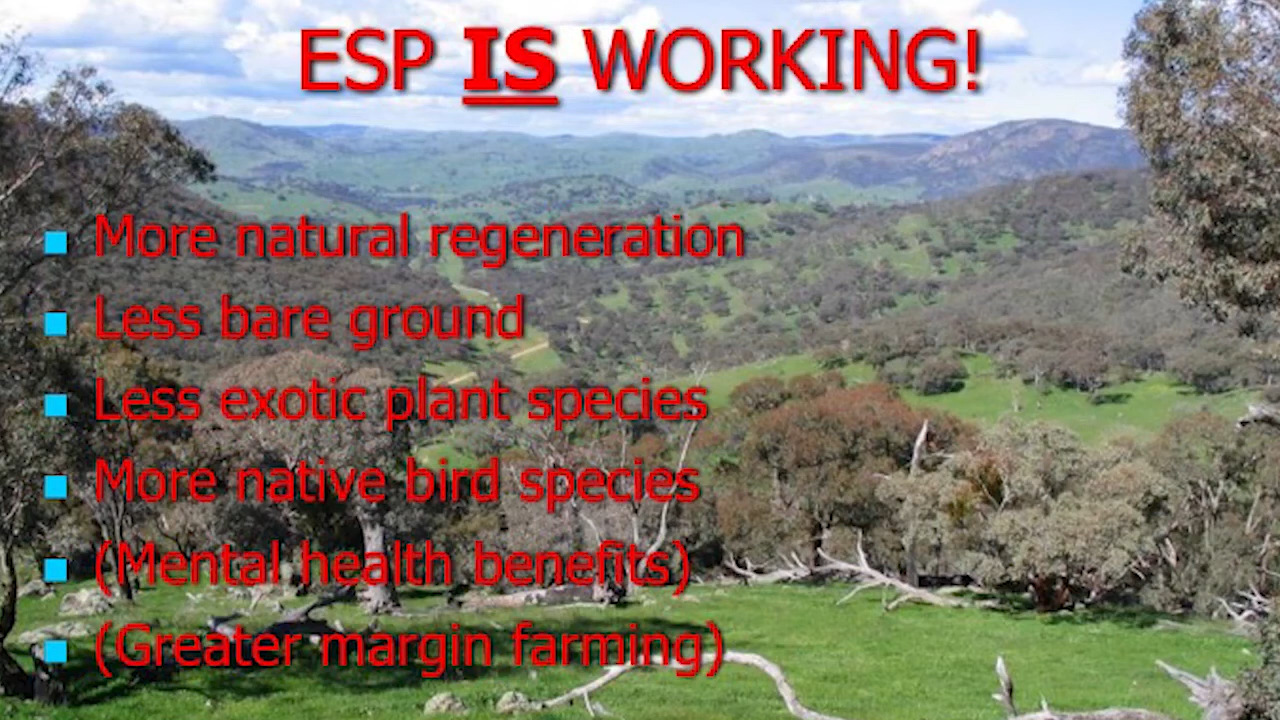 ESP IS WORKING!
More natural regeneration
Less bare ground
Less exotic plant species
More native bird species
(Mental health benefits)
(Greater margin farming)